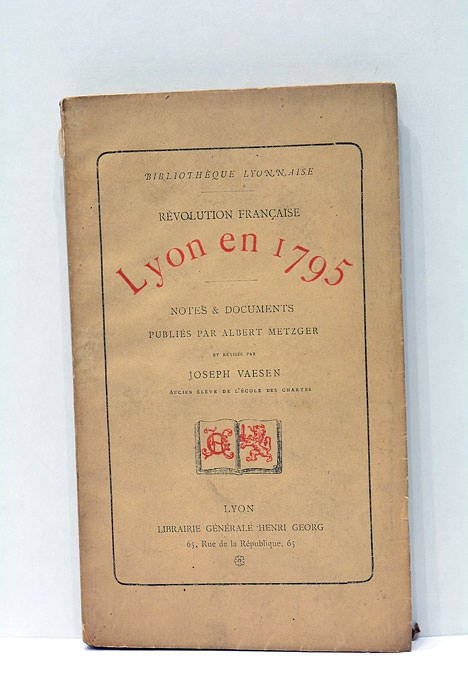 BIBLIOTHÈQUE LYONNAISE
RÉVOLUTION FRANÇAISE
Lyon en 1795
NOTES & DOCUMENTS
PUBLIÉS PAR ALBERT METZGER
ET RÉVISÉS PAR
JOSEPH VAESEN
ANCIEN ÉLÈVE DE L'ÉCOLE DES CHARTES
LYON
LIBRAIRIE GÉNÉRALE HENRI GEORG
65, Rue de la République, 65